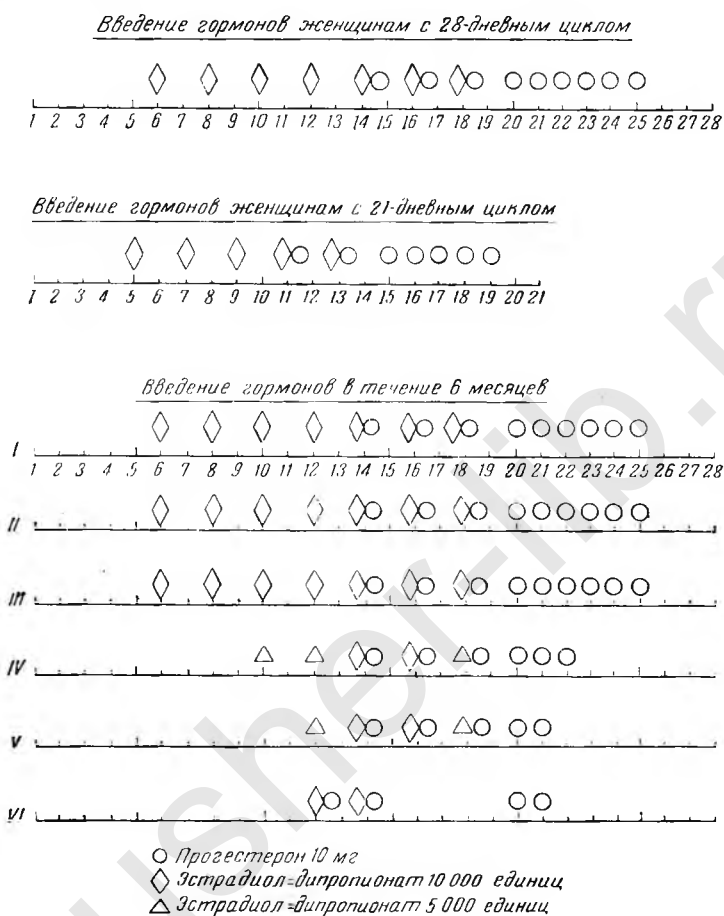 Введение гормонов женщинам с 28-дневным циклом
1 2 3 4 5 6 7 8 9 10 11 12 13 14 15 16 17 18 19 20 21 22 23 24 25 26 27 28
Введение гормонов женщинам с 21-дневным циклом
1 2 3 4 5 6 7 8 9 10 11 12 13 14 15 16 17 18 19 20 21
Введение гормонов в течение 6 месяцев
I
1 2 3 4 5 6 7 8 9 10 11 12 13 14 15 16 17 18 19 20 21 22 23 24 25 26 27 28
II
III
IV
V
VI
Прогестерон 10 мг
Эстрадиол=дипропионат 10 000 единиц
Эстрадиол=дипропионат 5 000 единиц
usher-lib.r